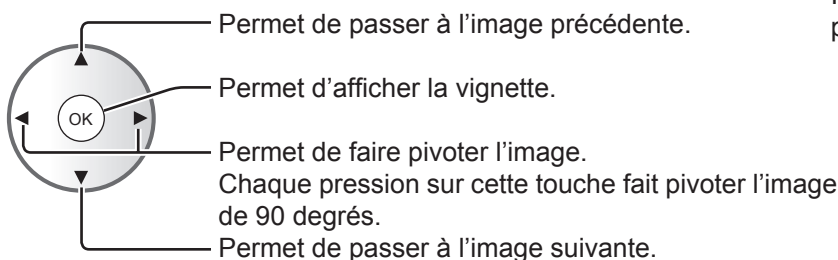 Permet de passer à l’image précédente.
Permet d’afficher la vignette.
OK
Permet de faire pivoter l’image.
Chaque pression sur cette touche fait pivoter l’image
de 90 degrés.
Permet de passer à l’image suivante.